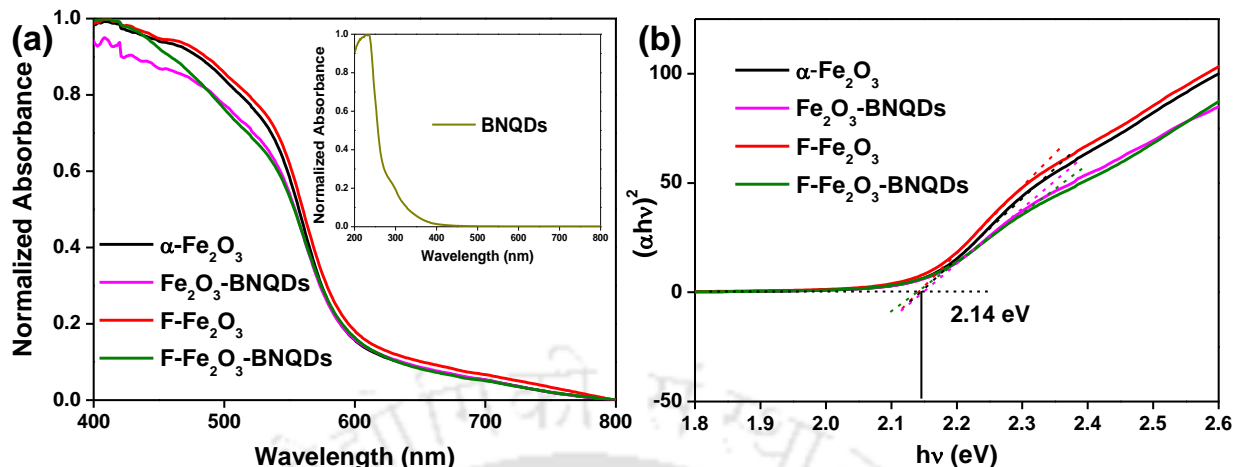 (a)
1.0
0.8
0.6
0.4
0.2
0.0
400
500
600
700
800
Normalized Absorbance
Wavelength (nm)
α-Fe₂O₃
Fe₂O₃-BNQDs
F-Fe₂O₃
F-Fe₂O₃-BNQDs
1.0
0.8
0.6
0.4
0.2
0.0
200 300 400 500 600 700 800
Normalized Absorbance
Wavelength (nm)
BNQDs
(b)
100
50
0
-50
1.8 1.9 2.0 2.1 2.2 2.3 2.4 2.5 2.6
(αhν)²
hν (eV)
α-Fe₂O₃
Fe₂O₃-BNQDs
F-Fe₂O₃
F-Fe₂O₃-BNQDs
2.14 eV